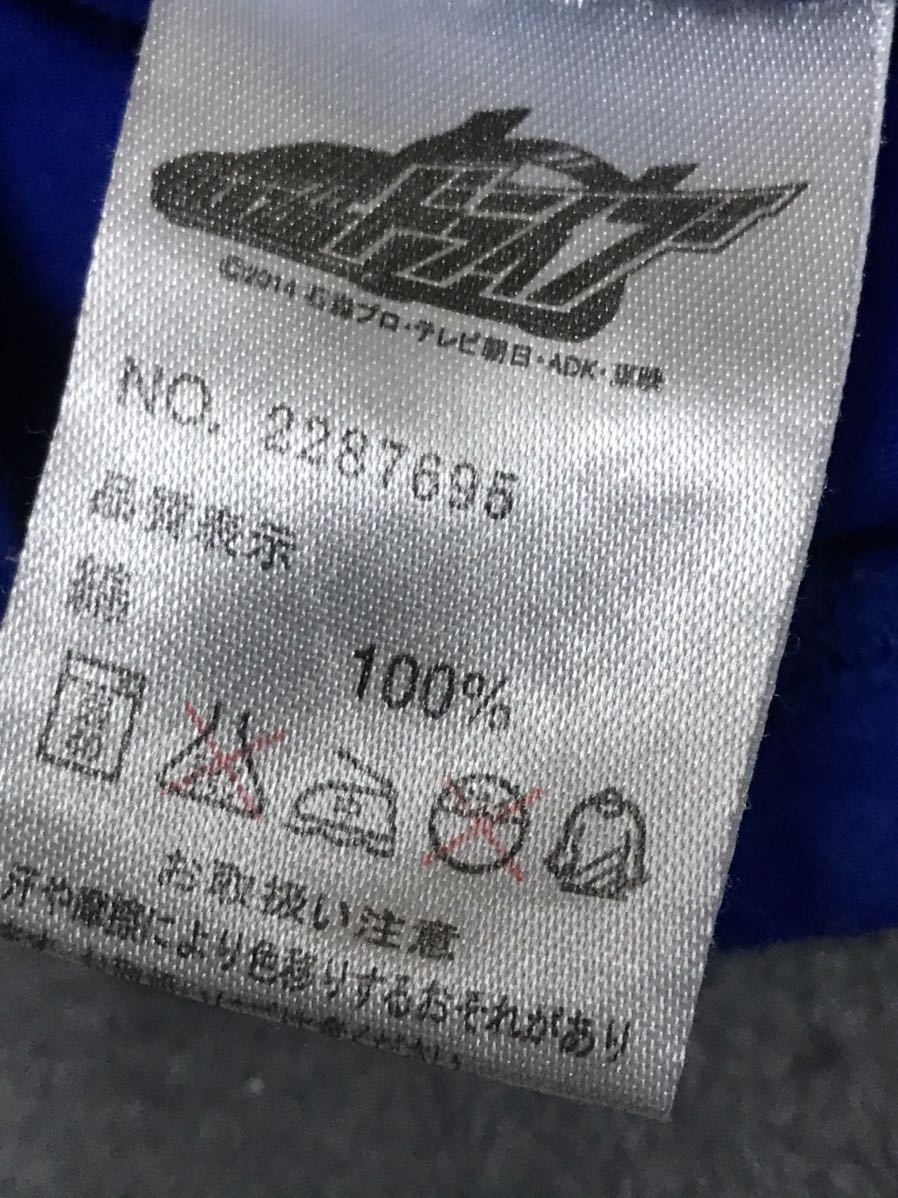 ©2014 石森プロ・テレビ朝日・ADK・東映
NO. 2287695
品質表示
綿
100%
お取扱い注意
汗や摩擦により色移りするおそれがあり